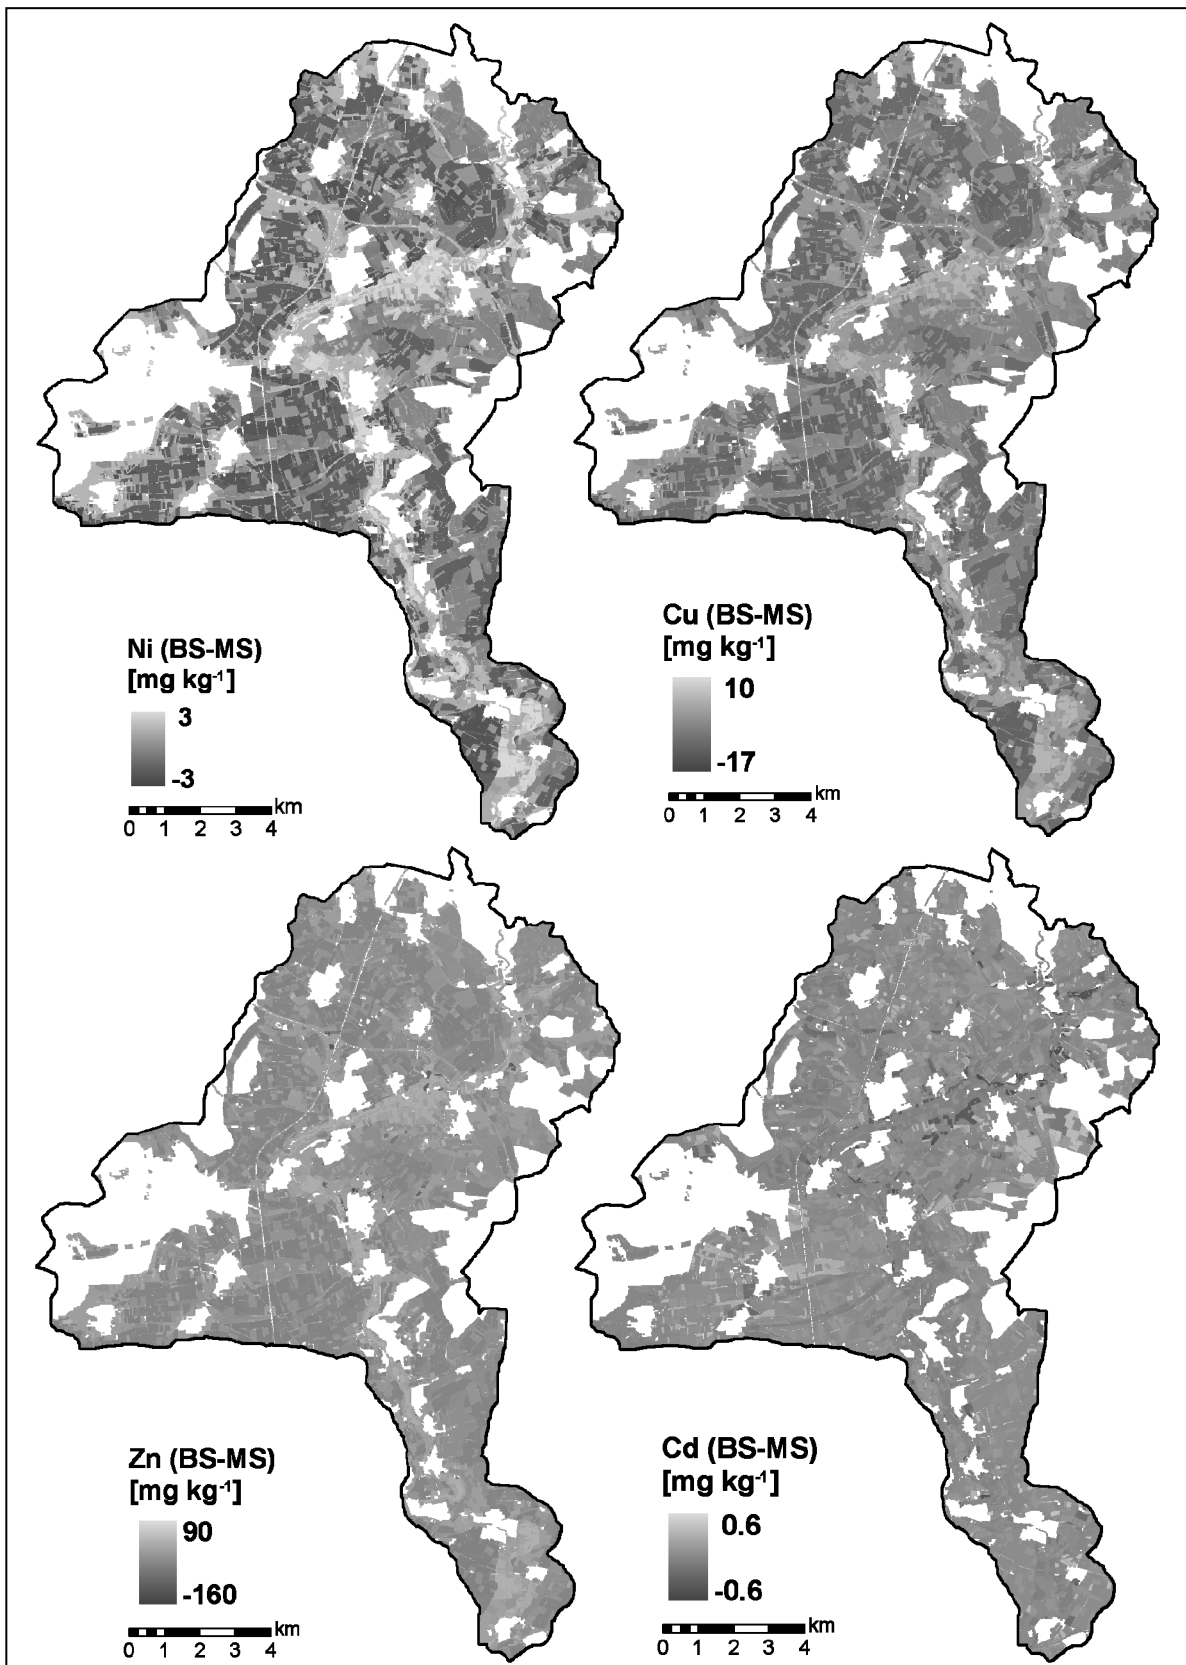 Ni (BS-MS)
[mg kg-1]
3
-3
km
0 1 2 3 4
Cu (BS-MS)
[mg kg-1]
10
-17
km
0 1 2 3 4
Zn (BS-MS)
[mg kg-1]
90
-160
km
0 1 2 3 4
Cd (BS-MS)
[mg kg-1]
0.6
-0.6
km
0 1 2 3 4